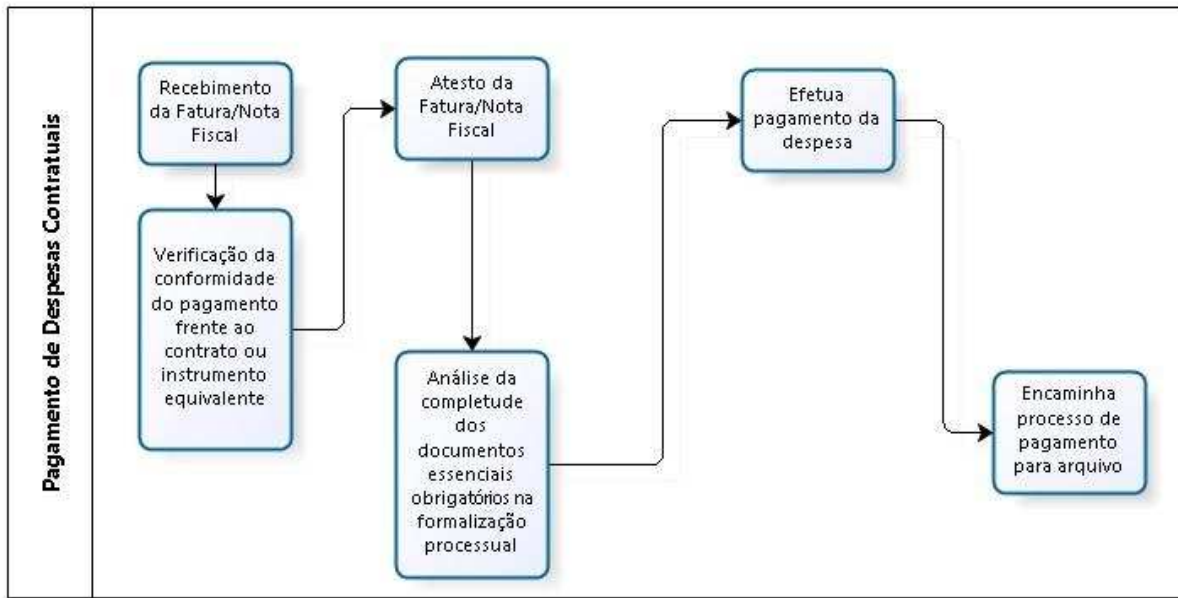 Pagamento de Despesas Contratuais
Recebimento
da Fatura/Nota
Fiscal
Verificação da
conformidade
do pagamento
frente ao
contrato ou
instrumento
equivalente
Atesto da
Fatura/Nota
Fiscal
Análise da
completude
dos
documentos
essenciais
obrigatórios na
formalização
processual
Efetua
pagamento da
despesa
Encaminha
processo de
pagamento
para arquivo